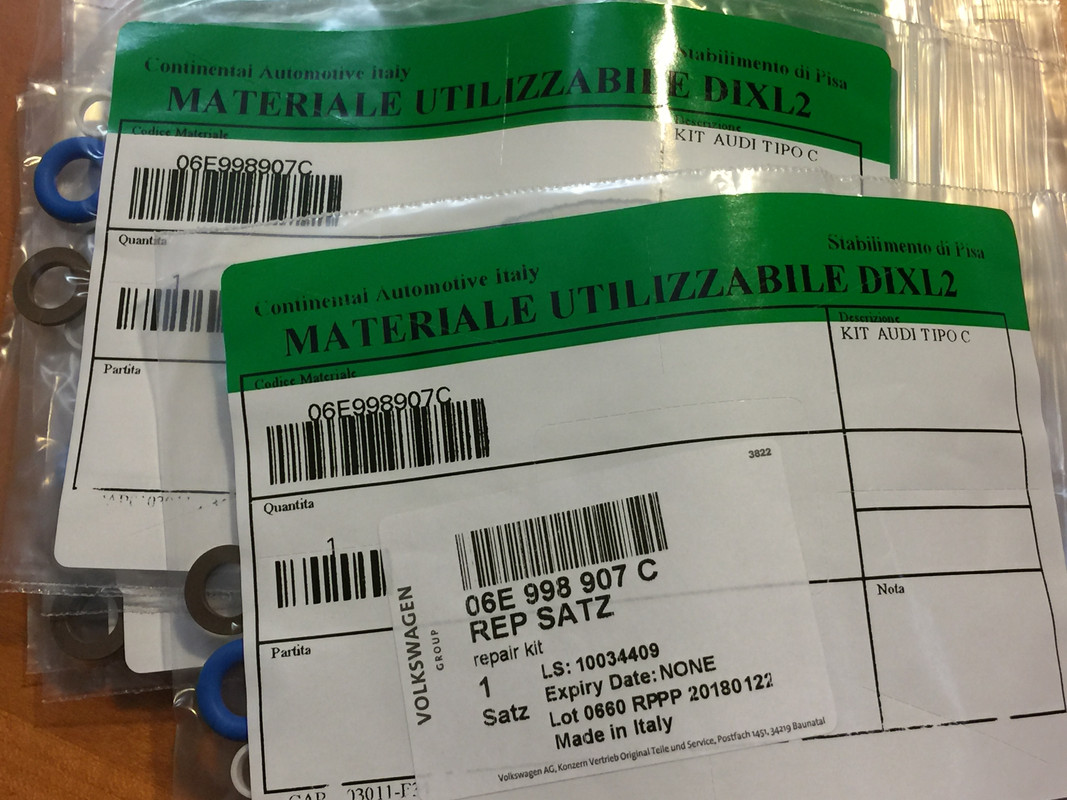 Continental Automotive Italy
Stabilimento di Pisa
MATERIALE UTILIZZABILE DIXL2
Codice Materiale
Descrizione
06E998907C
KIT AUDI TIPO C
Quantita
1
Partita
Continental Automotive Italy
Stabilimento di Pisa
MATERIALE UTILIZZABILE DIXL2
Codice Materiale
Descrizione
06E998907C
KIT AUDI TIPO C
Quantita
1
Partita
Nota
3822
VOLKSWAGEN
GROUP
06E 998 907 C
REP SATZ
repair kit
1
Satz
LS: 10034409
Expiry Date: NONE
Lot 0660 RPPP 20180122
Made in Italy
Volkswagen AG, Konzern Vertrieb Original Teile und Service, Postfach 1451, 34219 Baunatal